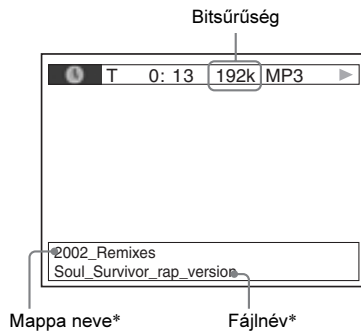 Bitsűrűség
T 0: 13 192k MP3
2002_Remixes
Soul_Survivor_rap_version
Mappa neve* Fájlnév*